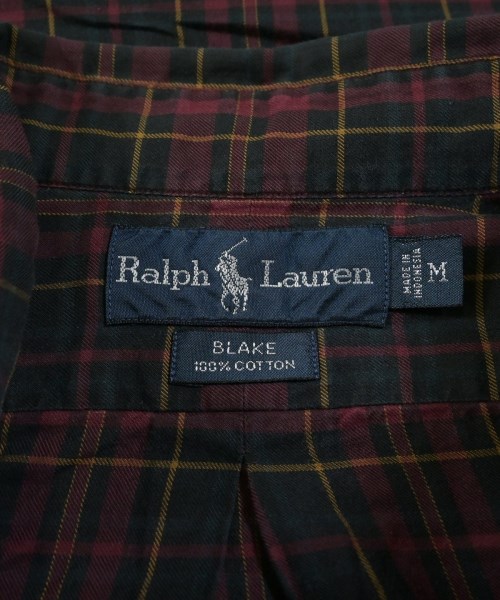 Ralph Lauren
MADE IN
INDONESIA
M
BLAKE
100% COTTON